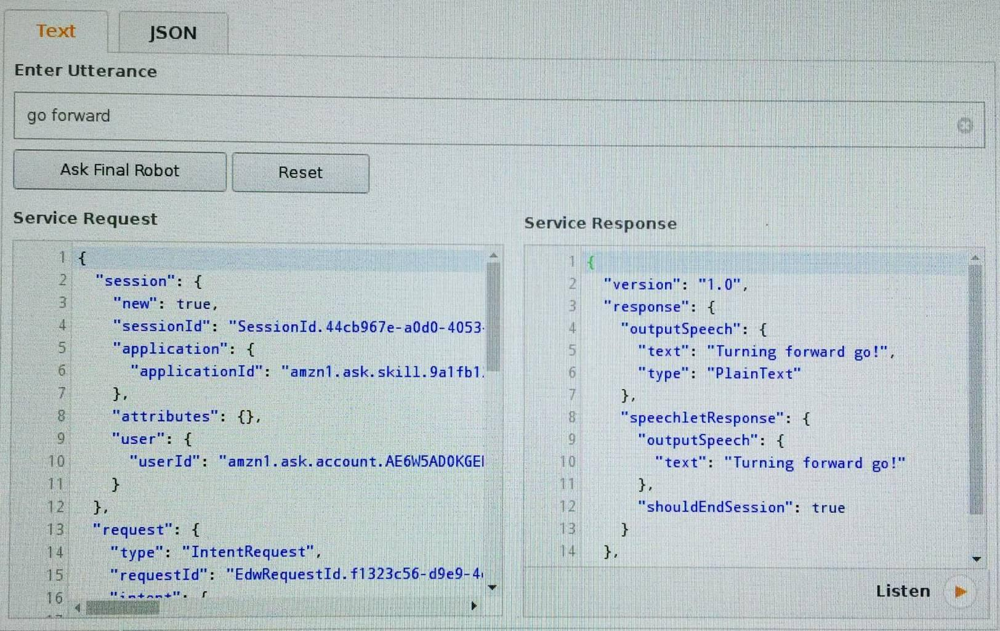 Text
JSON
Enter Utterance
go forward
Ask Final Robot
Reset
Service Request
1 {
2 "session": {
3 "new": true,
4 "sessionId": "SessionId.44cb967e-a0d0-4053-
5 "application": {
6 "applicationId": "amzn1.ask.skill.9a1fb1
7 },
8 "attributes": {},
9 "user": {
10 "userId": "amzn1.ask.account.AE6W5AD0KGE
11 }
12 },
13 "request": {
14 "type": "IntentRequest",
15 "requestId": "EdwRequestId.f1323c56-d9e9-4
16
Service Response
1 {
2 "version": "1.0",
3 "response": {
4 "outputSpeech": {
5 "text": "Turning forward go!",
6 "type": "PlainText"
7 },
8 "speechletResponse": {
9 "outputSpeech": {
10 "text": "Turning forward go!"
11 },
12 "shouldEndSession": true
13 }
14 },
Listen